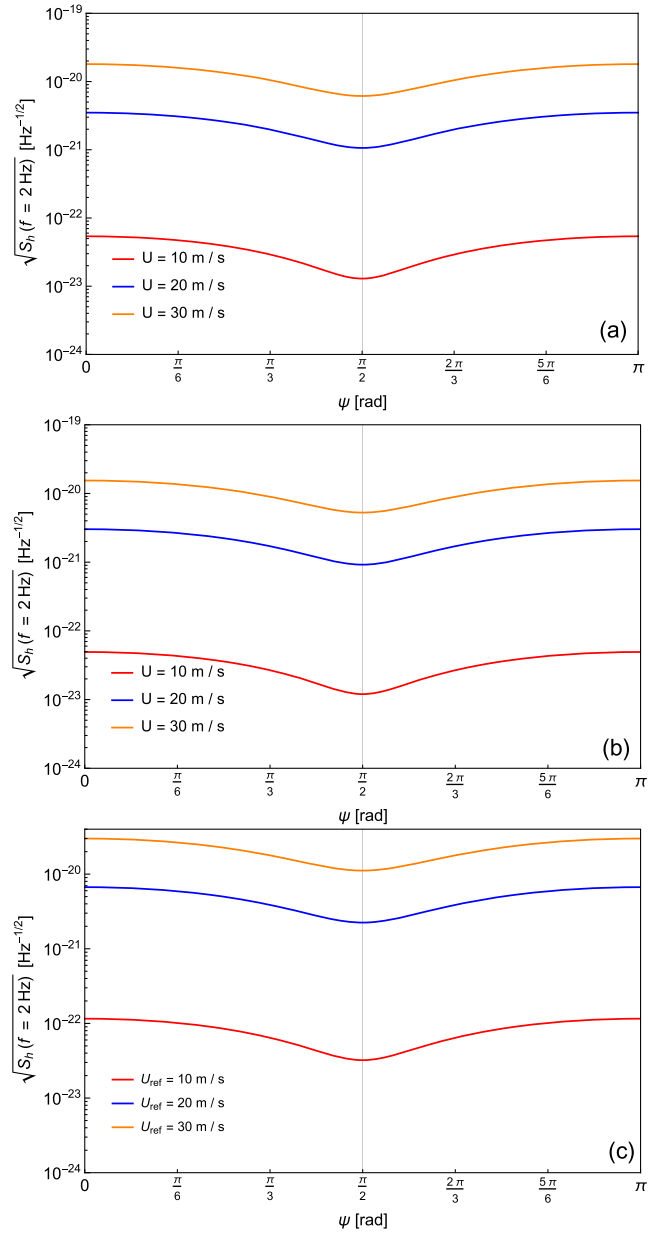 10^-19
10^-20
10^-21
10^-22
10^-23
10^-24
√S_h (f = 2 Hz) [Hz^-1/2]
U = 10 m / s
U = 20 m / s
U = 30 m / s
(a)
0 π/6 π/3 π/2 2π/3 5π/6 π
ψ [rad]
10^-19
10^-20
10^-21
10^-22
10^-23
10^-24
√S_h (f = 2 Hz) [Hz^-1/2]
U = 10 m / s
U = 20 m / s
U = 30 m / s
(b)
0 π/6 π/3 π/2 2π/3 5π/6 π
ψ [rad]
10^-20
10^-21
10^-22
10^-23
10^-24
√S_h (f = 2 Hz) [Hz^-1/2]
U_ref = 10 m / s
U_ref = 20 m / s
U_ref = 30 m / s
(c)
0 π/6 π/3 π/2 2π/3 5π/6 π
ψ [rad]